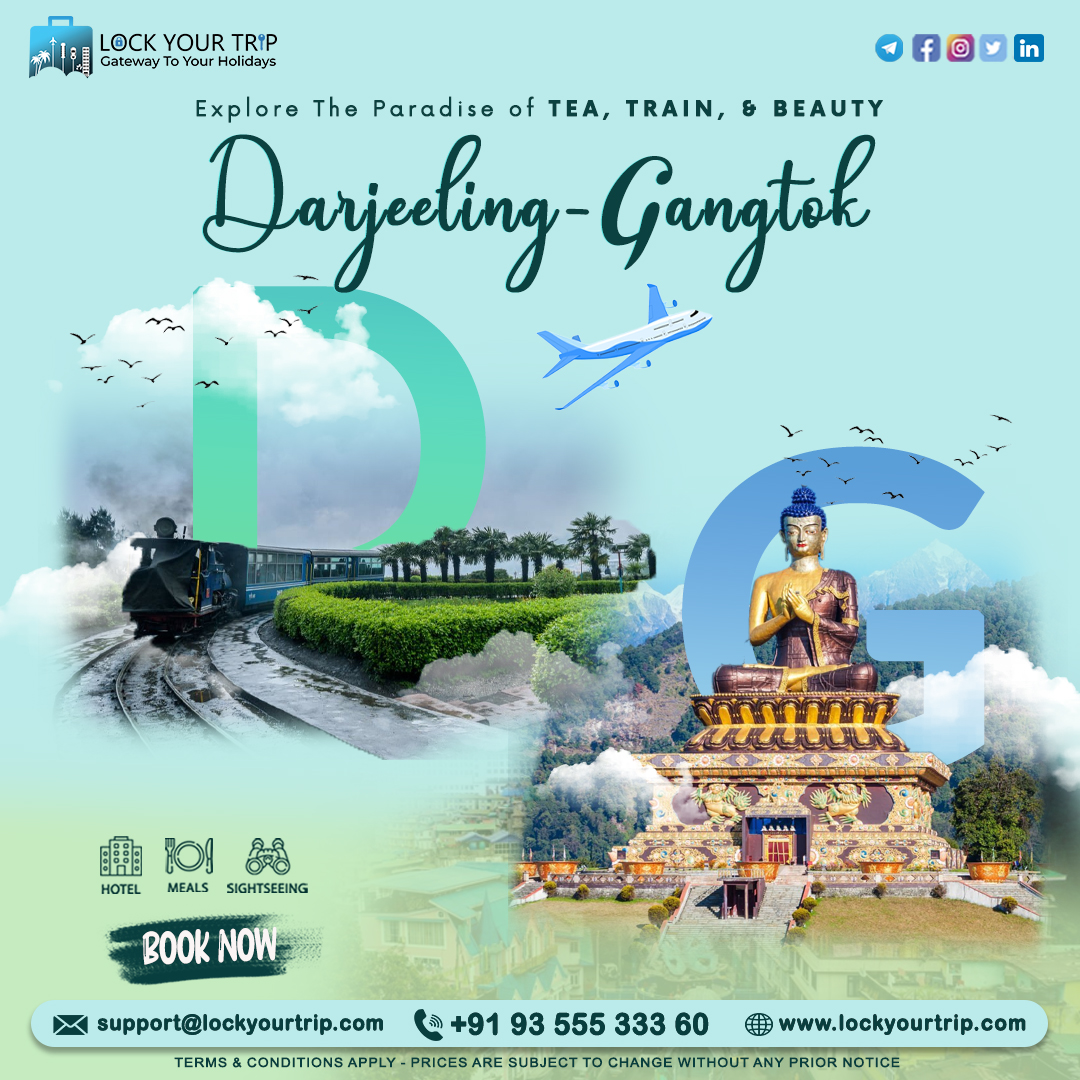 LOCK YOUR TRIP
Gateway To Your Holidays
Explore The Paradise of TEA, TRAIN, & BEAUTY
Darjeeling-Gangtok
D
G
HOTEL
MEALS
SIGHTSEEING
BOOK NOW
support@lockyourtrip.com
+91 93 555 333 60
www.lockyourtrip.com
TERMS & CONDITIONS APPLY - PRICES ARE SUBJECT TO CHANGE WITHOUT ANY PRIOR NOTICE